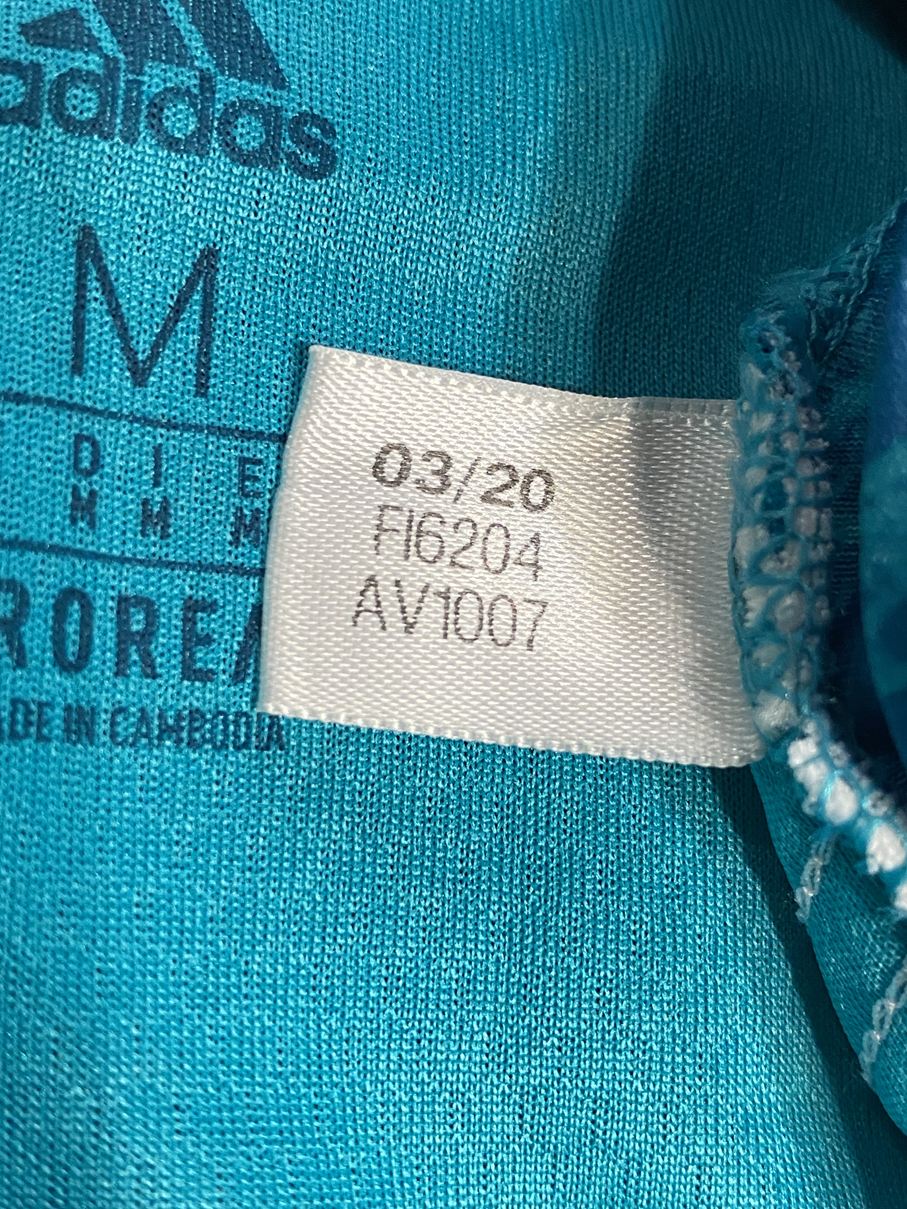 adidas
M
D I E
M M M
ROREA
ADE IN CAMBODIA
03/20
FI6204
AV1007